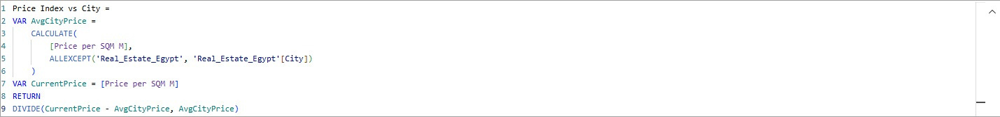 1 Price Index vs City =
2 VAR AvgCityPrice =
3 CALCULATE(
4 [Price per SQM M],
5 ALLEXCEPT('Real_Estate_Egypt', 'Real_Estate_Egypt'[City])
6 )
7 VAR CurrentPrice = [Price per SQM M]
8 RETURN
9 DIVIDE(CurrentPrice - AvgCityPrice, AvgCityPrice)